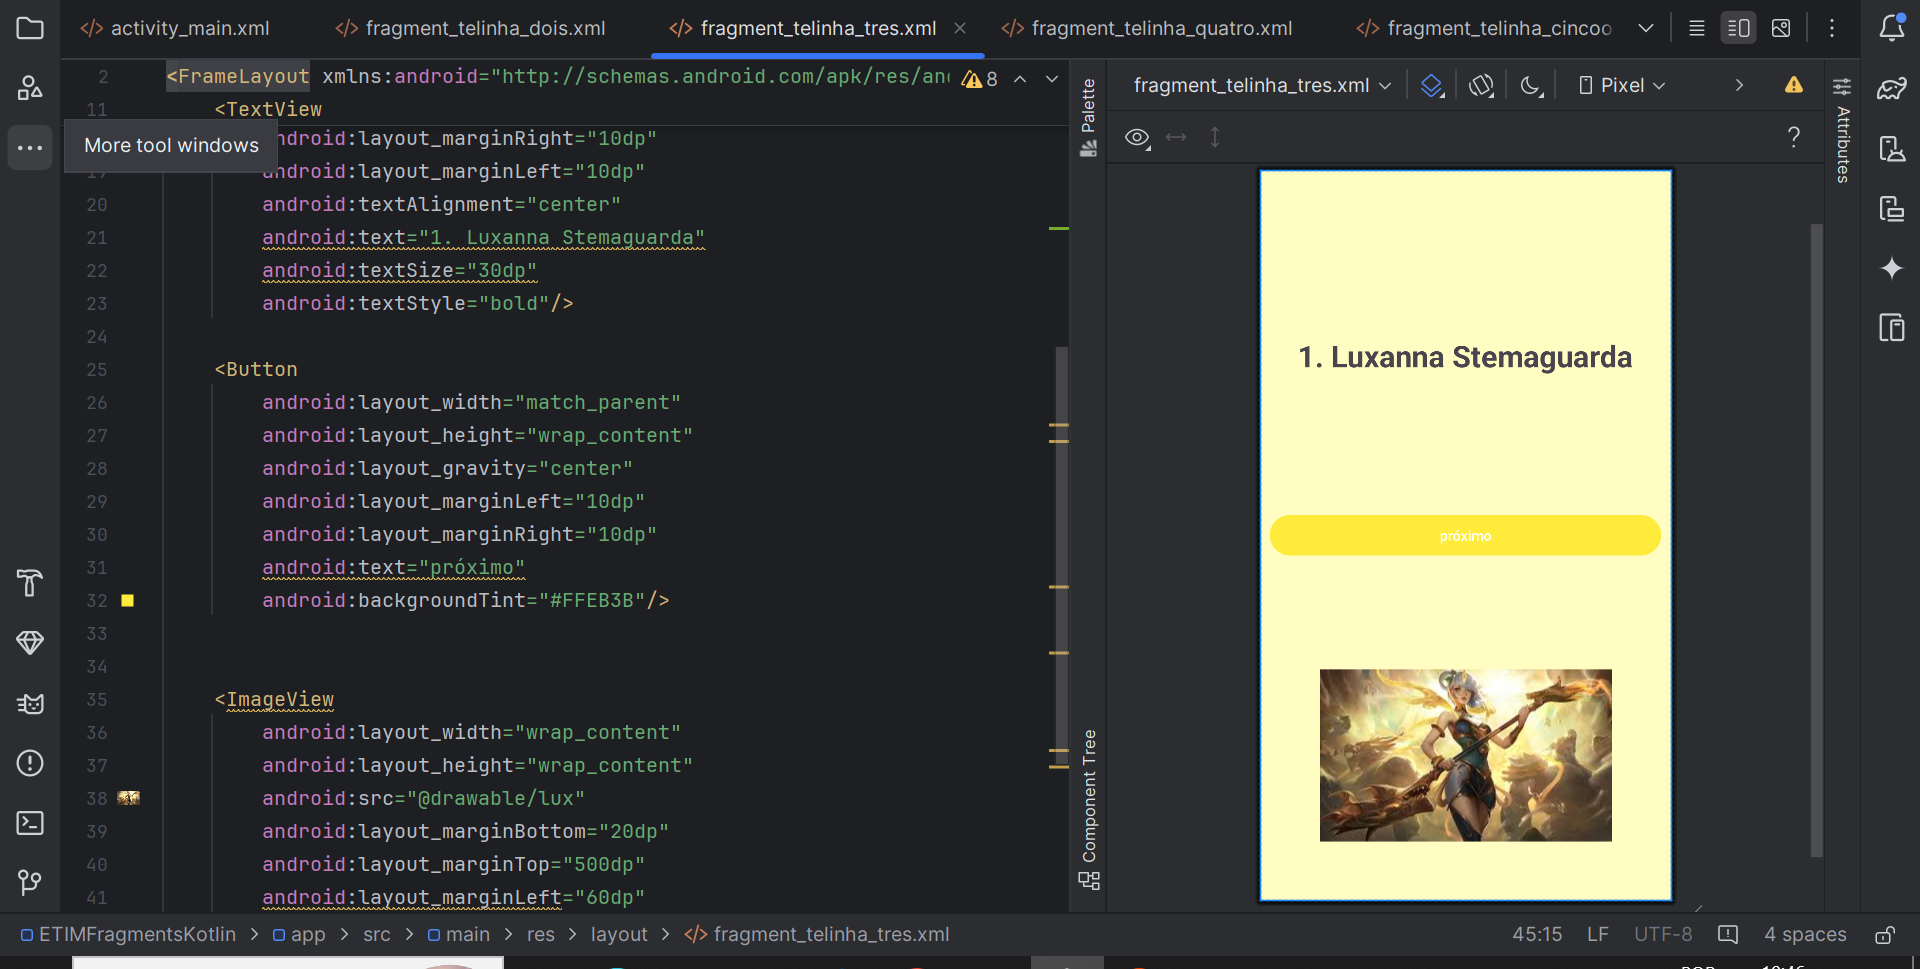 activity_main.xml
fragment_telinha_dois.xml
fragment_telinha_tres.xml
fragment_telinha_quatro.xml
fragment_telinha_cincoo
2 <FrameLayout xmlns:android="http://schemas.android.com/apk/res/an
8
11 <TextView
More tool windows
android:layout_marginRight="10dp"
19 android:layout_marginLeft="10dp"
20 android:textAlignment="center"
21 android:text="1. Luxanna Stemaguarda"
22 android:textSize="30dp"
23 android:textStyle="bold"/>
24
25 <Button
26 android:layout_width="match_parent"
27 android:layout_height="wrap_content"
28 android:layout_gravity="center"
29 android:layout_marginLeft="10dp"
30 android:layout_marginRight="10dp"
31 android:text="próximo"
32 android:backgroundTint="#FFEB3B"/>
33
34
35 <ImageView
36 android:layout_width="wrap_content"
37 android:layout_height="wrap_content"
38 android:src="@drawable/lux"
39 android:layout_marginBottom="20dp"
40 android:layout_marginTop="500dp"
41 android:layout_marginLeft="60dp"
Palette
Component Tree
fragment_telinha_tres.xml
Pixel
?
Attributes
1. Luxanna Stemaguarda
próximo
ETIMFragmentsKotlin > app > src > main > res > layout > fragment_telinha_tres.xml
45:15 LF UTF-8 4 spaces